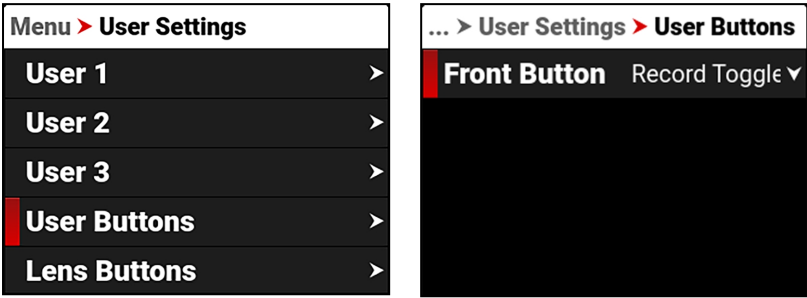 Menu ➤ User Settings
User 1
User 2
User 3
User Buttons
Lens Buttons
... ➤ User Settings ➤ User Buttons
Front Button Record Toggle